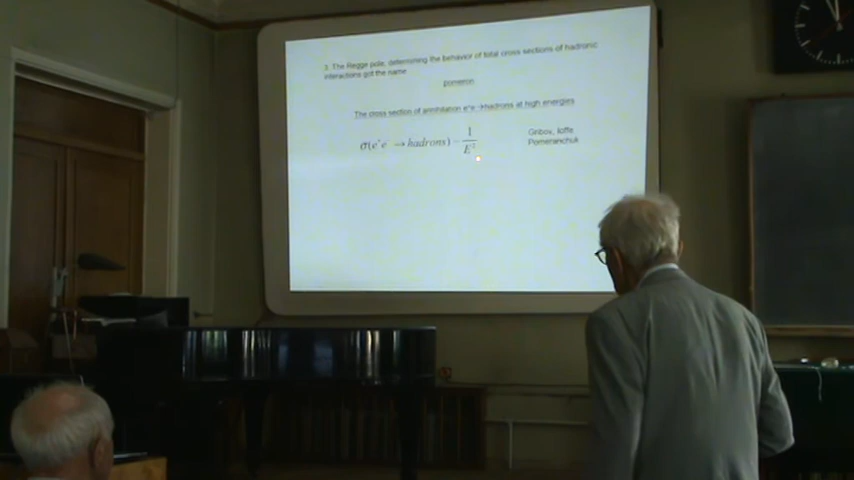 3. The Regge pole, determining the behavior of total cross sections of hadronic
interactions got the name
pomeron
The cross section of annihilation e⁺e⁻→hadrons at high energies
σ(e⁺e⁻ → hadrons) ~ 1/E²
Gribov, Ioffe
Pomeranchuk